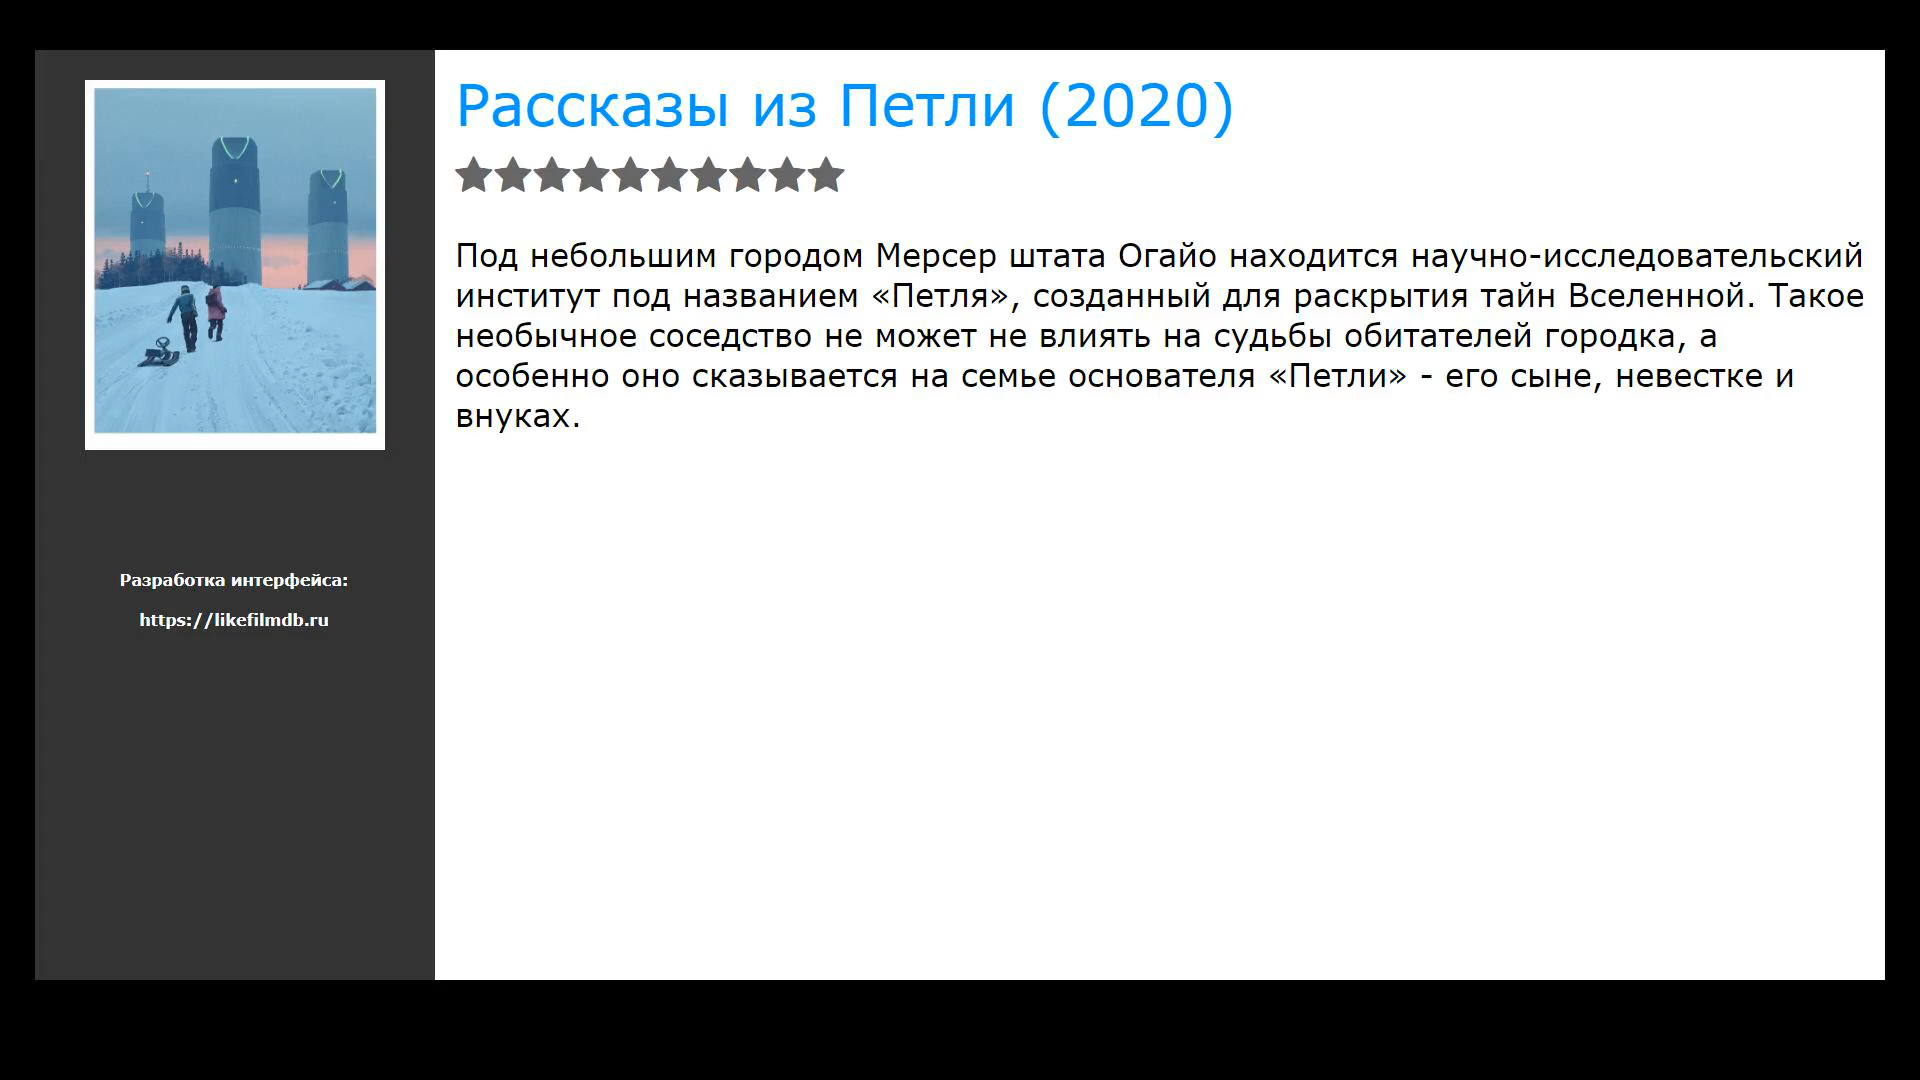 Рассказы из Петли (2020)
Под небольшим городом Мерсер штата Огайо находится научно-исследовательский
институт под названием «Петля», созданный для раскрытия тайн Вселенной. Такое
необычное соседство не может не влиять на судьбы обитателей городка, а
особенно оно сказывается на семье основателя «Петли» - его сыне, невестке и
внуках.
Разработка интерфейса:
https://likefilmdb.ru